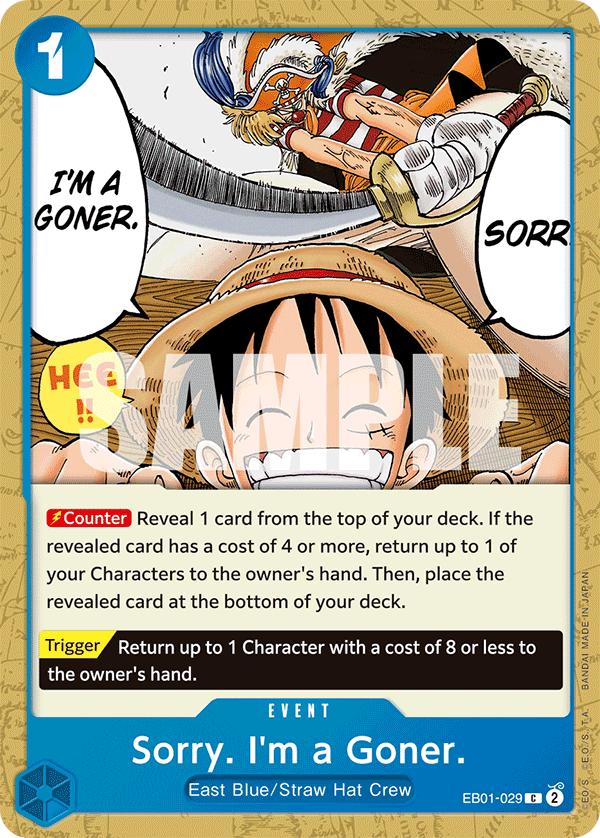 1
I'M A
GONER.
SORR
HEE
!!
SAMPLE
Counter Reveal 1 card from the top of your deck. If the
revealed card has a cost of 4 or more, return up to 1 of
your Characters to the owner's hand. Then, place the
revealed card at the bottom of your deck.
Trigger Return up to 1 Character with a cost of 8 or less to
the owner's hand.
EVENT
Sorry. I'm a Goner.
East Blue/Straw Hat Crew
EB01-029 C 2
©E.O./S.,T.A. BANDAI MADE IN JAPAN